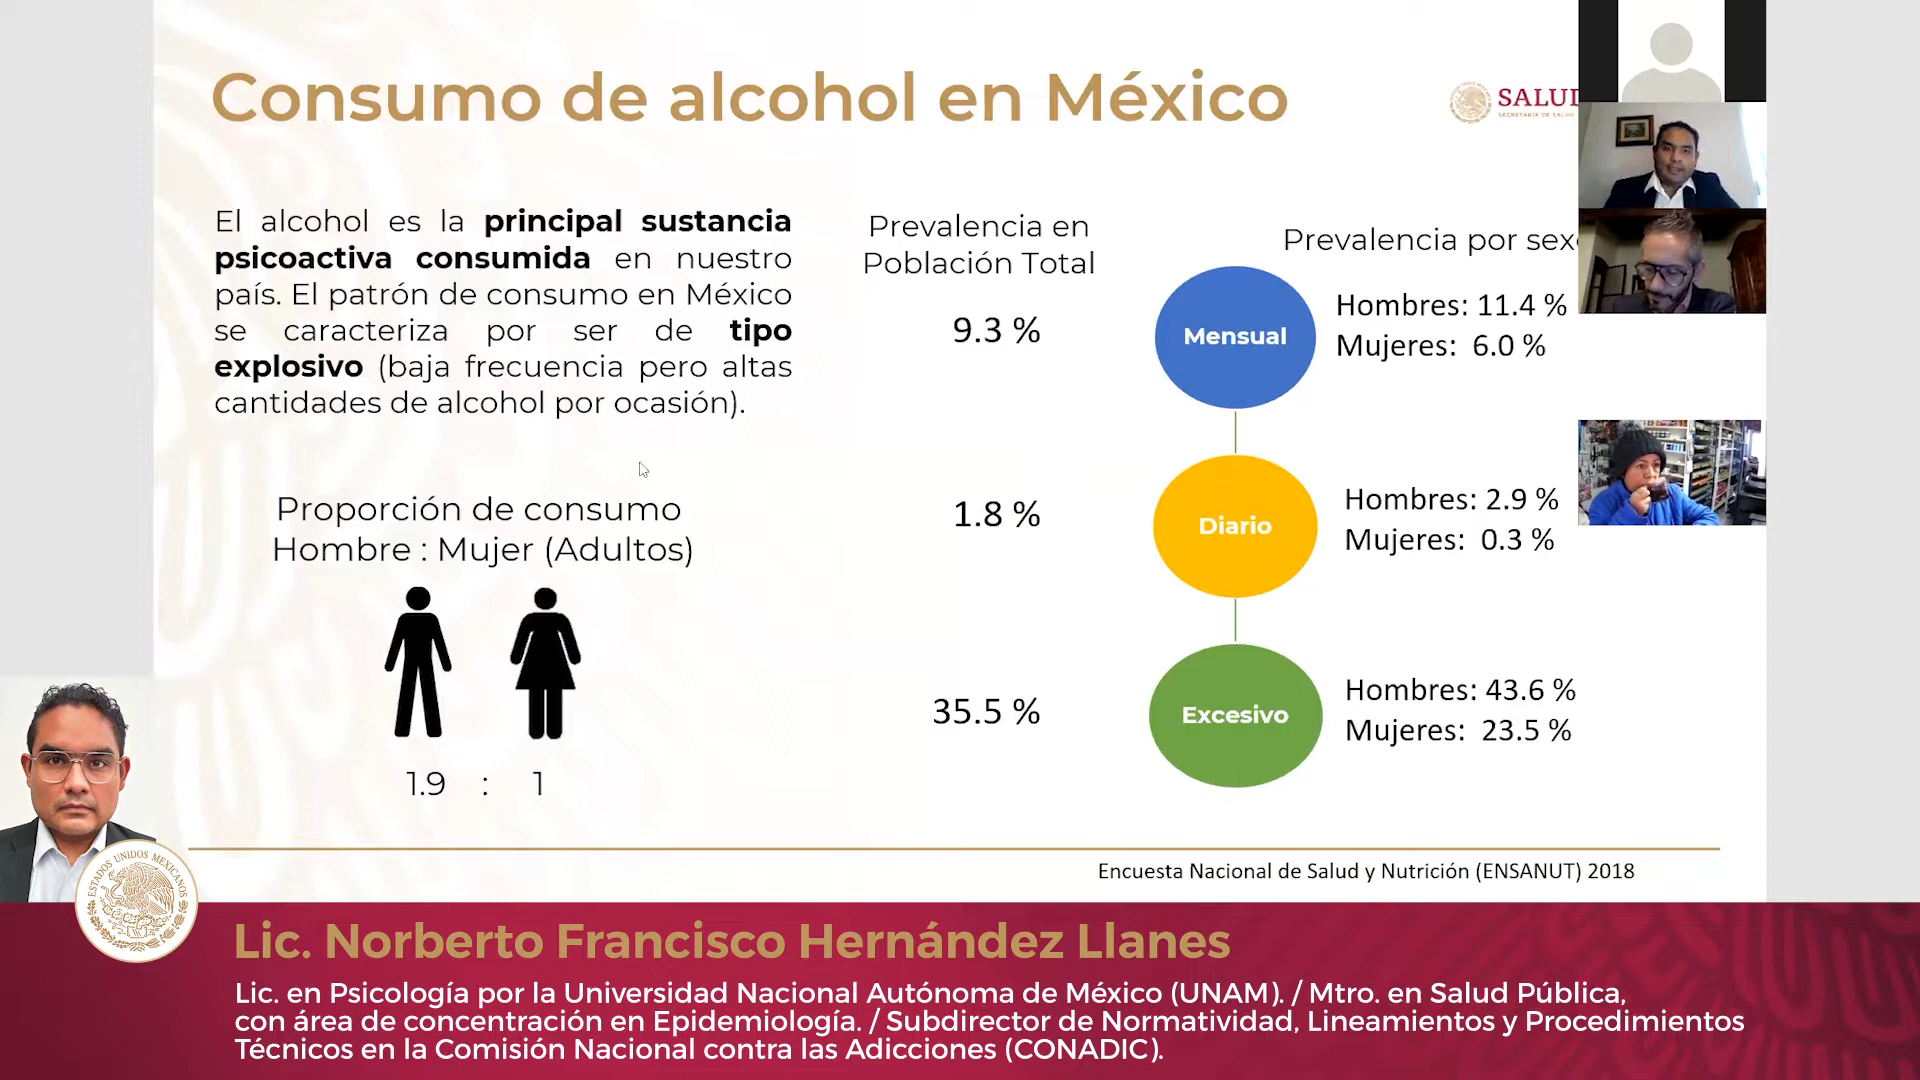 Consumo de alcohol en México
SALUD
SECRETARÍA DE SALUD
El alcohol es la principal sustancia
psicoactiva consumida en nuestro
país. El patrón de consumo en México
se caracteriza por ser de tipo
explosivo (baja frecuencia pero altas
cantidades de alcohol por ocasión).
Proporción de consumo
Hombre : Mujer (Adultos)
1.9 : 1
Prevalencia en
Población Total
9.3 %
1.8 %
35.5 %
Prevalencia por sexo
Mensual
Hombres: 11.4 %
Mujeres: 6.0 %
Diario
Hombres: 2.9 %
Mujeres: 0.3 %
Excesivo
Hombres: 43.6 %
Mujeres: 23.5 %
Encuesta Nacional de Salud y Nutrición (ENSANUT) 2018
ESTADOS UNIDOS MEXICANOS
Lic. Norberto Francisco Hernández Llanes
Lic. en Psicología por la Universidad Nacional Autónoma de México (UNAM). / Mtro. en Salud Pública,
con área de concentración en Epidemiología. / Subdirector de Normatividad, Lineamientos y Procedimientos
Técnicos en la Comisión Nacional contra las Adicciones (CONADIC).